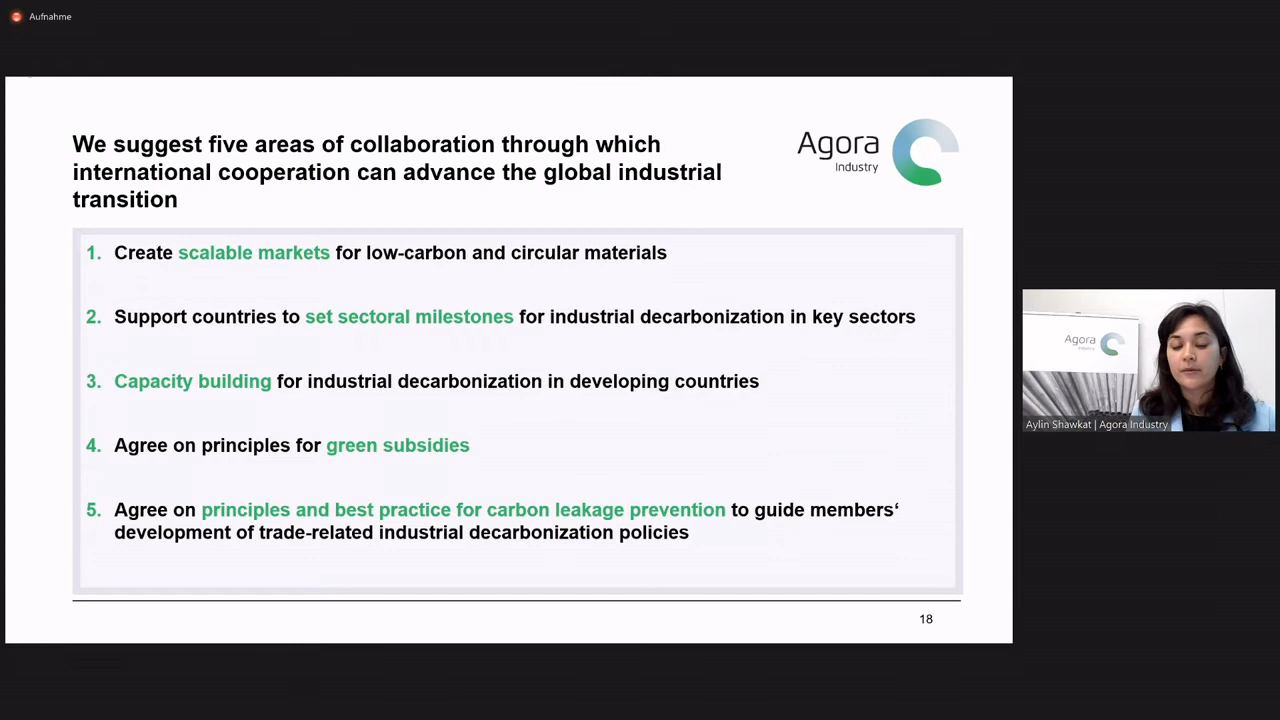 Aufnahme
We suggest five areas of collaboration through which
international cooperation can advance the global industrial
transition
Agora
Industry
1. Create scalable markets for low-carbon and circular materials
2. Support countries to set sectoral milestones for industrial decarbonization in key sectors
3. Capacity building for industrial decarbonization in developing countries
4. Agree on principles for green subsidies
5. Agree on principles and best practice for carbon leakage prevention to guide members‘
development of trade-related industrial decarbonization policies
18
Agora
Industry
Aylin Shawkat | Agora Industry